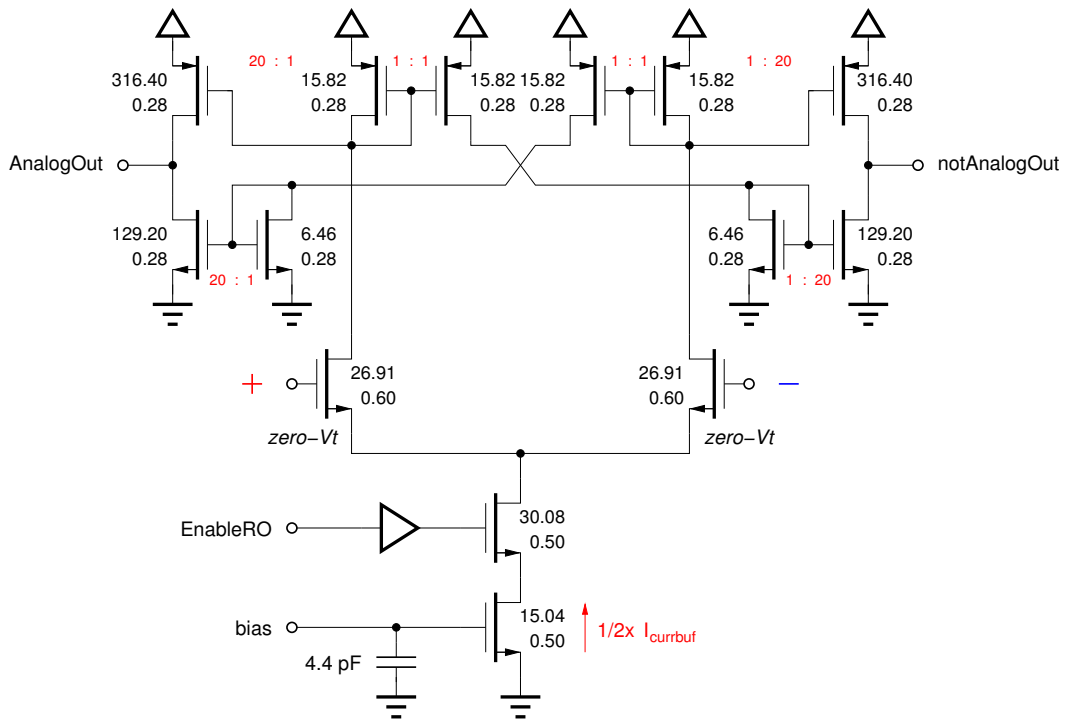 20 : 1
1 : 1
1 : 1
1 : 20
316.40
0.28
15.82
0.28
15.82
0.28
15.82
0.28
15.82
0.28
316.40
0.28
AnalogOut
notAnalogOut
129.20
0.28
6.46
0.28
6.46
0.28
129.20
0.28
20 : 1
1 : 20
+
26.91
0.60
zero−Vt
26.91
0.60
zero−Vt
−
EnableRO
30.08
0.50
bias
15.04
0.50
1/2x Icurrbuf
4.4 pF